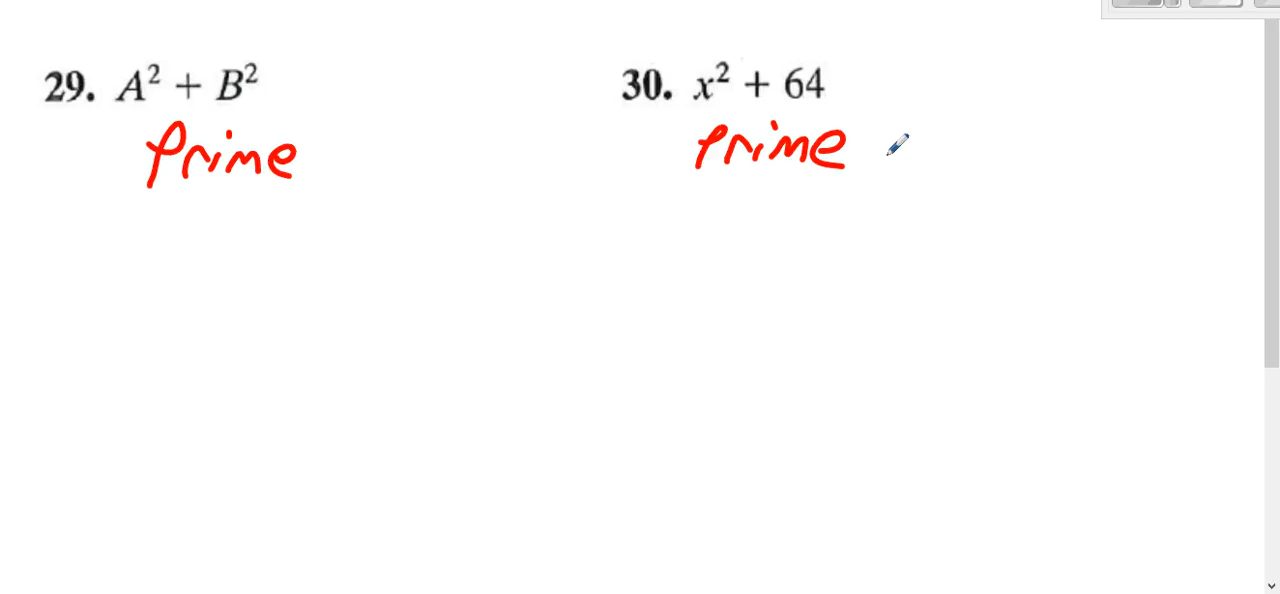 29. A² + B²
prime
30. x² + 64
prime